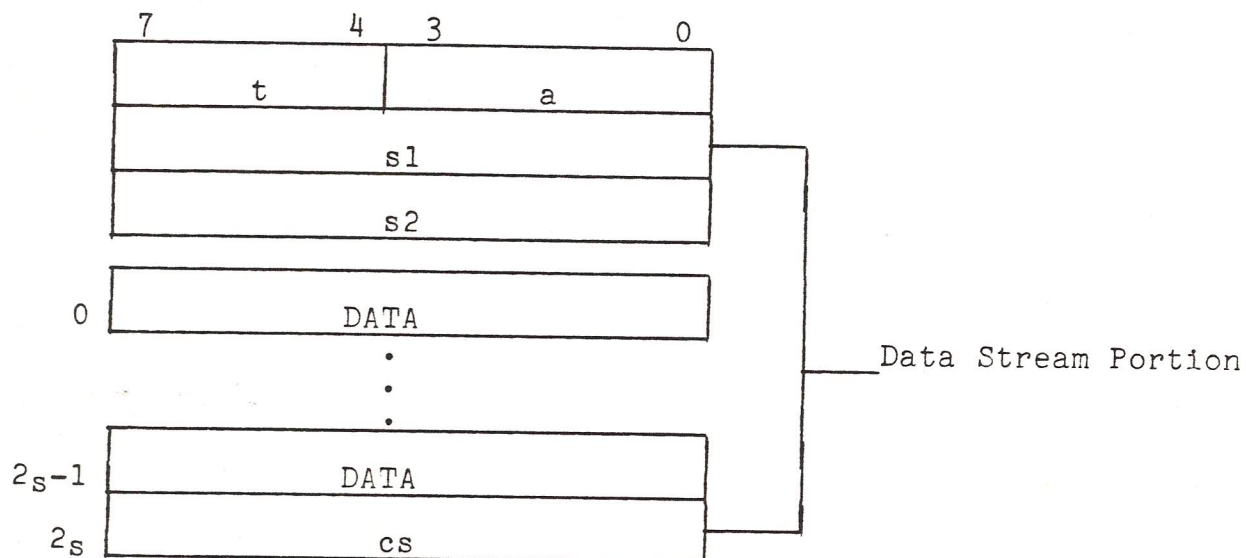 7 4 3 0
t a
s1
s2
0 DATA
Data Stream Portion
2s-1 DATA
2s cs